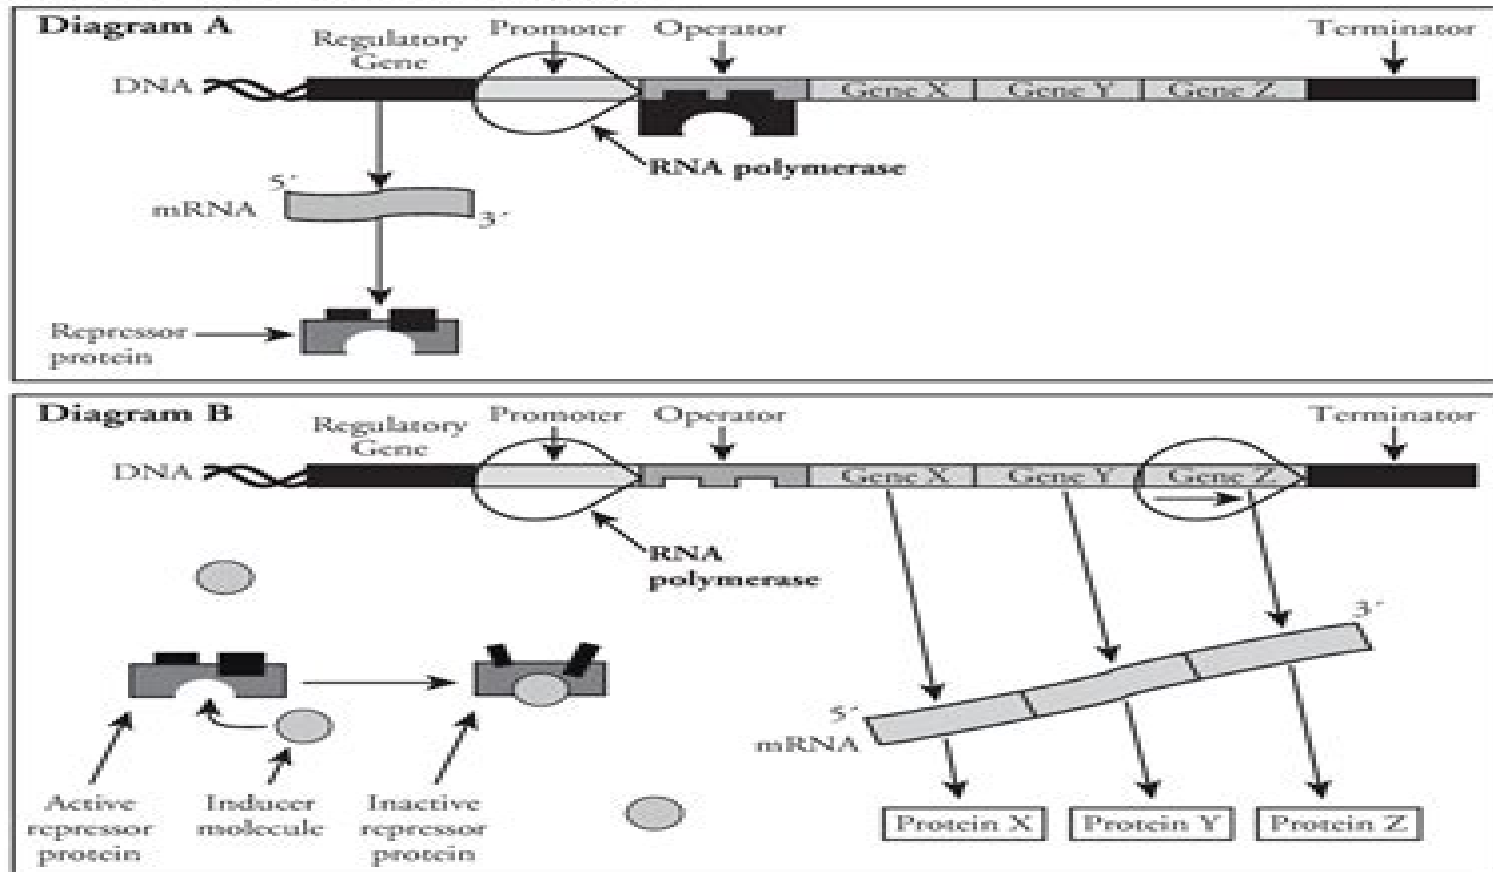 Diagram A
Regulatory
Gene
Promoter
Operator
Terminator
DNA
Gene X
Gene Y
Gene Z
RNA polymerase
5´
mRNA
3´
Repressor
protein
Diagram B
Regulatory
Gene
Promoter
Operator
Terminator
DNA
Gene X
Gene Y
Gene Z
RNA
polymerase
3´
5´
mRNA
Active
repressor
protein
Inducer
molecule
Inactive
repressor
protein
Protein X
Protein Y
Protein Z